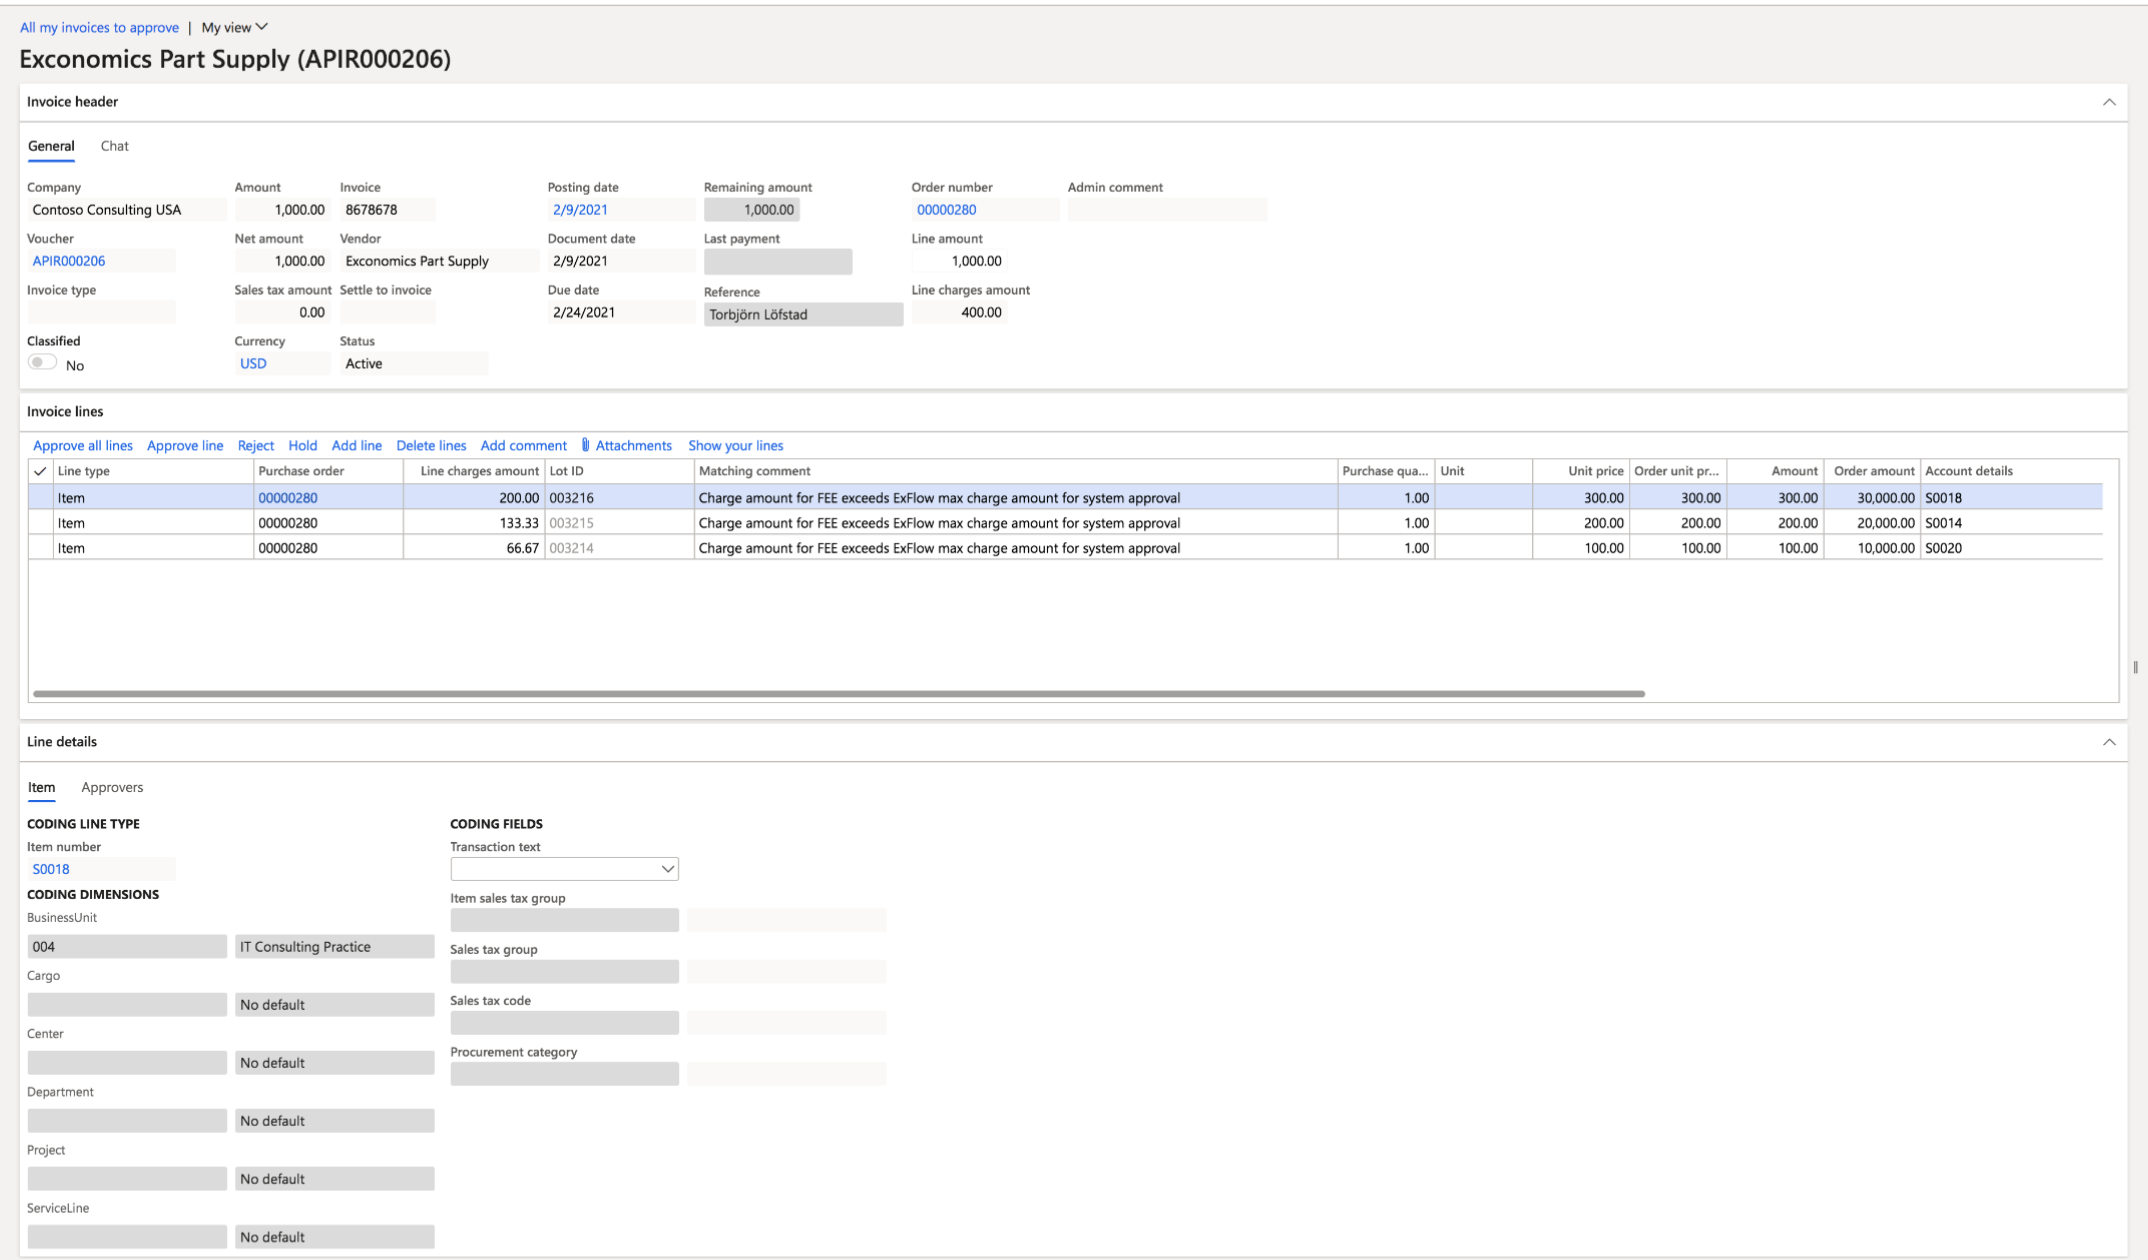 All my invoices to approve | My view
Exconomics Part Supply (APIR000206)
Invoice header
General Chat
Company Amount Invoice Posting date Remaining amount Order number Admin comment
Contoso Consulting USA 1,000.00 8678678 2/9/2021 1,000.00 00000280
Voucher Net amount Vendor Document date Last payment Line amount
APIR000206 1,000.00 Exconomics Part Supply 2/9/2021 1,000.00
Invoice type Sales tax amount Settle to invoice Due date Reference Line charges amount
0.00 2/24/2021 Torbjörn Löfstad 400.00
Classified Currency Status
No USD Active
Invoice lines
Approve all lines Approve line Reject Hold Add line Delete lines Add comment Attachments Show your lines
Line type Purchase order Line charges amount Lot ID Matching comment Purchase qua... Unit Unit price Order unit pr... Amount Order amount Account details
Item 00000280 200.00 003216 Charge amount for FEE exceeds ExFlow max charge amount for system approval 1.00 300.00 300.00 300.00 30,000.00 S0018
Item 00000280 133.33 003215 Charge amount for FEE exceeds ExFlow max charge amount for system approval 1.00 200.00 200.00 200.00 20,000.00 S0014
Item 00000280 66.67 003214 Charge amount for FEE exceeds ExFlow max charge amount for system approval 1.00 100.00 100.00 100.00 10,000.00 S0020
Line details
Item Approvers
CODING LINE TYPE CODING FIELDS
Item number Transaction text
S0018
CODING DIMENSIONS
Item sales tax group
BusinessUnit
004 IT Consulting Practice
Sales tax group
Cargo
No default
Sales tax code
Center
No default
Procurement category
Department
No default
Project
No default
ServiceLine
No default